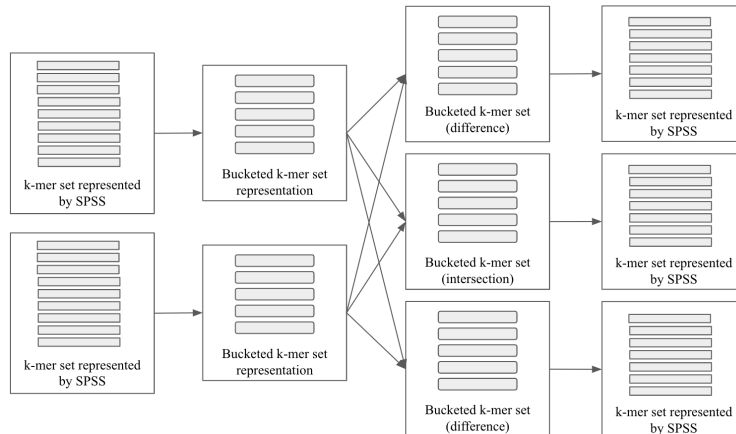 k-mer set represented
by SPSS
k-mer set represented
by SPSS
Bucketed k-mer set
representation
Bucketed k-mer set
representation
Bucketed k-mer set
(difference)
Bucketed k-mer set
(intersection)
Bucketed k-mer set
(difference)
k-mer set represented
by SPSS
k-mer set represented
by SPSS
k-mer set represented
by SPSS